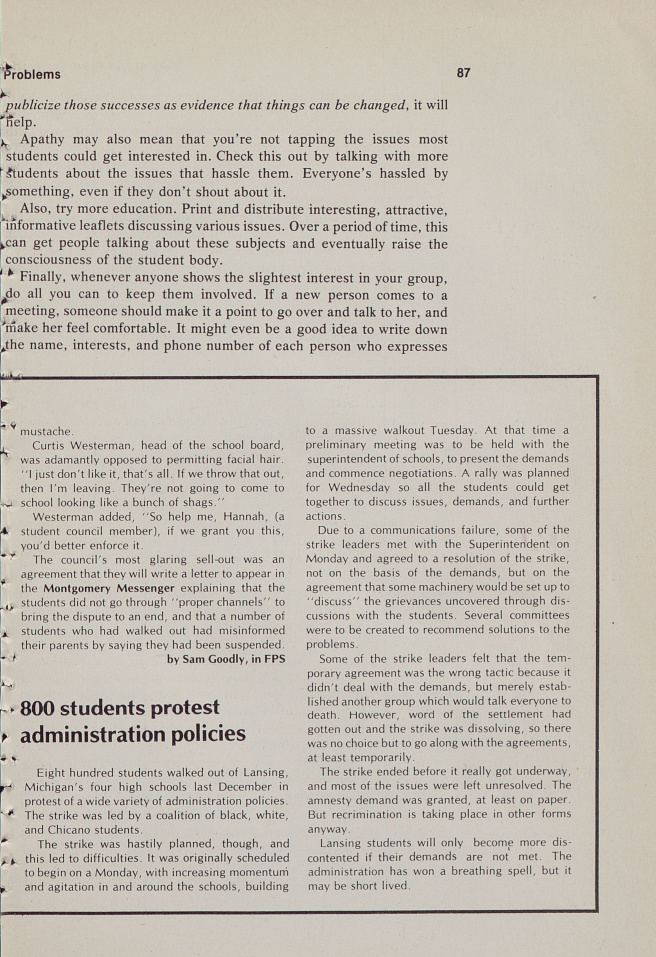 Problems
87
publicize those successes as evidence that things can be changed, it will
help.
Apathy may also mean that you're not tapping the issues most
students could get interested in. Check this out by talking with more
students about the issues that hassle them. Everyone's hassled by
something, even if they don't shout about it.
Also, try more education. Print and distribute interesting, attractive,
informative leaflets discussing various issues. Over a period of time, this
can get people talking about these subjects and eventually raise the
consciousness of the student body.
Finally, whenever anyone shows the slightest interest in your group,
do all you can to keep them involved. If a new person comes to a
meeting, someone should make it a point to go over and talk to her, and
make her feel comfortable. It might even be a good idea to write down
the name, interests, and phone number of each person who expresses
mustache.
Curtis Westerman, head of the school board,
was adamantly opposed to permitting facial hair.
"I just don't like it, that's all. If we throw that out,
then I'm leaving. They're not going to come to
school looking like a bunch of shags."
Westerman added, "So help me, Hannah, (a
student council member), if we grant you this,
you'd better enforce it.
The council's most glaring sell-out was an
agreement that they will write a letter to appear in
the Montgomery Messenger explaining that the
students did not go through "proper channels" to
bring the dispute to an end, and that a number of
students who had walked out had misinformed
their parents by saying they had been suspended.
by Sam Goodly, in FPS
800 students protest
administration policies
Eight hundred students walked out of Lansing,
Michigan's four high schools last December in
protest of a wide variety of administration policies.
The strike was led by a coalition of black, white,
and Chicano students.
The strike was hastily planned, though, and
this led to difficulties. It was originally scheduled
to begin on a Monday, with increasing momentum
and agitation in and around the schools, building
to a massive walkout Tuesday. At that time a
preliminary meeting was to be held with the
superintendent of schools, to present the demands
and commence negotiations. A rally was planned
for Wednesday so all the students could get
together to discuss issues, demands, and further
actions.
Due to a communications failure, some of the
strike leaders met with the Superintendent on
Monday and agreed to a resolution of the strike,
not on the basis of the demands, but on the
agreement that some machinery would be set up to
"discuss" the grievances uncovered through dis-
cussions with the students. Several committees
were to be created to recommend solutions to the
problems.
Some of the strike leaders felt that the tem-
porary agreement was the wrong tactic because it
didn't deal with the demands, but merely estab-
lished another group which would talk everyone to
death. However, word of the settlement had
gotten out and the strike was dissolving, so there
was no choice but to go along with the agreements,
at least temporarily.
The strike ended before it really got underway,
and most of the issues were left unresolved. The
amnesty demand was granted, at least on paper.
But recrimination is taking place in other forms
anyway.
Lansing students will only become more dis-
contented if their demands are not met. The
administration has won a breathing spell, but it
may be short lived.